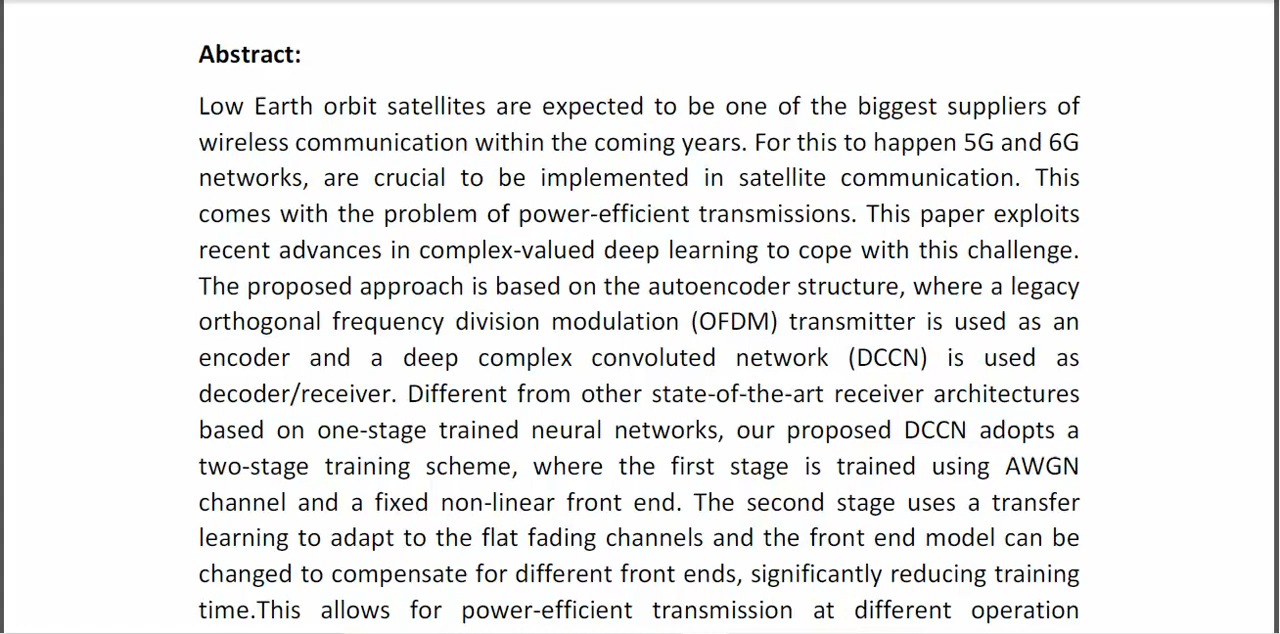 Abstract:
Low Earth orbit satellites are expected to be one of the biggest suppliers of
wireless communication within the coming years. For this to happen 5G and 6G
networks, are crucial to be implemented in satellite communication. This
comes with the problem of power-efficient transmissions. This paper exploits
recent advances in complex-valued deep learning to cope with this challenge.
The proposed approach is based on the autoencoder structure, where a legacy
orthogonal frequency division modulation (OFDM) transmitter is used as an
encoder and a deep complex convoluted network (DCCN) is used as
decoder/receiver. Different from other state-of-the-art receiver architectures
based on one-stage trained neural networks, our proposed DCCN adopts a
two-stage training scheme, where the first stage is trained using AWGN
channel and a fixed non-linear front end. The second stage uses a transfer
learning to adapt to the flat fading channels and the front end model can be
changed to compensate for different front ends, significantly reducing training
time.This allows for power-efficient transmission at different operation